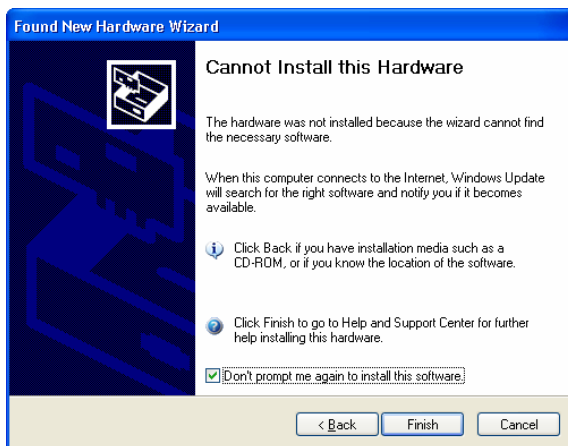 Found New Hardware Wizard
Cannot Install this Hardware
The hardware was not installed because the wizard cannot find
the necessary software.
When this computer connects to the Internet, Windows Update
will search for the right software and notify you if it becomes
available.
Click Back if you have installation media such as a
CD-ROM, or if you know the location of the software.
Click Finish to go to Help and Support Center for further
help installing this hardware.
Don't prompt me again to install this software.
< Back
Finish
Cancel